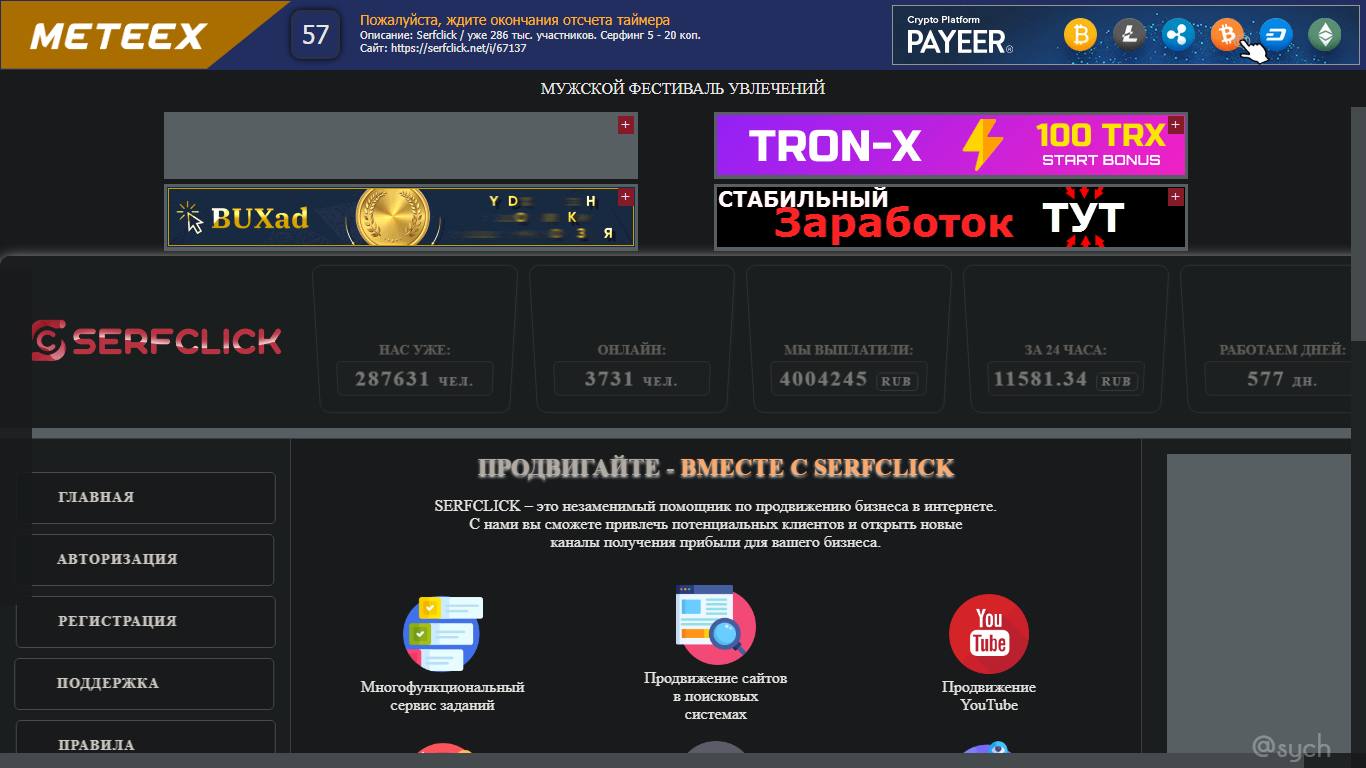 METEEX
57
Пожалуйста, ждите окончания отсчета таймера
Описание: Serfclick / уже 286 тыс. участников. Серфинг 5 - 20 коп.
Сайт: https://serfclick.net/i/67137
Crypto Platform
PAYEER®
МУЖСКОЙ ФЕСТИВАЛЬ УВЛЕЧЕНИЙ
+
TRON-X
100 TRX
START BONUS
+
BUXad
+
СТАБИЛЬНЫЙ
Заработок
ТУТ
+
SERFCLICK
НАС УЖЕ:
287631 ЧЕЛ.
ОНЛАЙН:
3731 ЧЕЛ.
МЫ ВЫПЛАТИЛИ:
4004245 RUB
ЗА 24 ЧАСА:
11581.34 RUB
РАБОТАЕМ ДНЕЙ:
577 ДН.
ГЛАВНАЯ
АВТОРИЗАЦИЯ
РЕГИСТРАЦИЯ
ПОДДЕРЖКА
ПРАВИЛА
ПРОДВИГАЙТЕ - ВМЕСТЕ С SERFCLICK
SERFCLICK – это незаменимый помощник по продвижению бизнеса в интернете.
С нами вы сможете привлечь потенциальных клиентов и открыть новые
каналы получения прибыли для вашего бизнеса.
Многофункциональный
сервис заданий
Продвижение сайтов
в поисковых
системах
You
Tube
Продвижение
YouTube
@sych